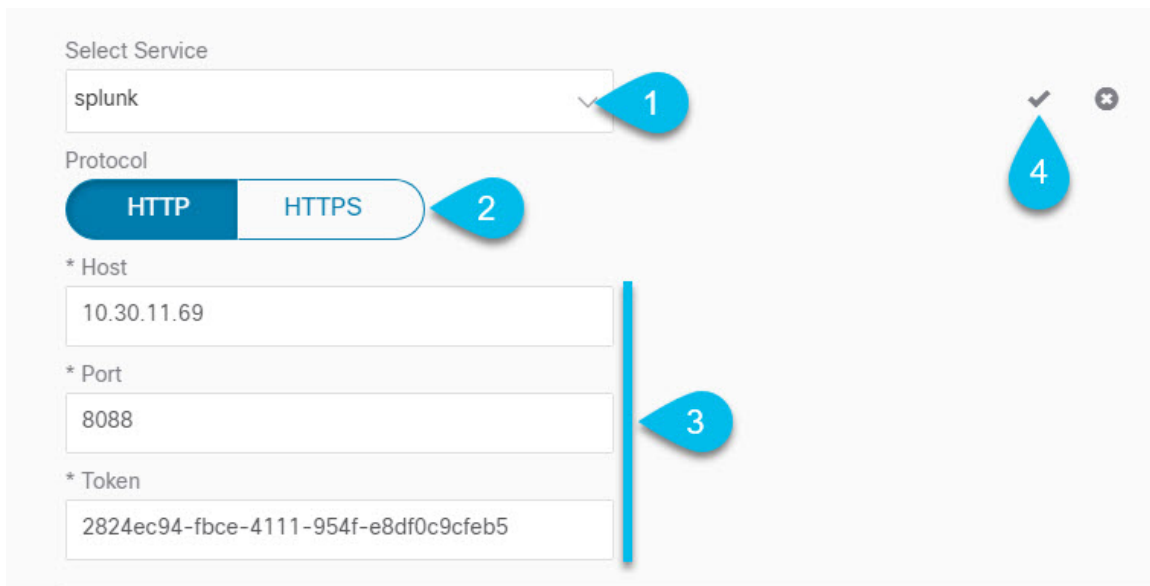 Select Service
splunk
1
4
Protocol
HTTP HTTPS
2
* Host
10.30.11.69
* Port
8088
3
* Token
2824ec94-fbce-4111-954f-e8df0c9cfeb5